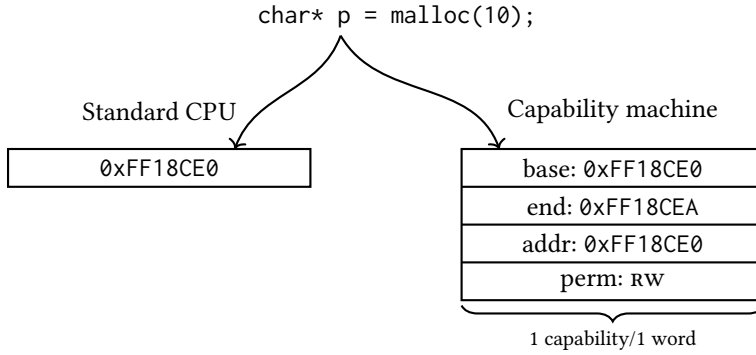 char* p = malloc(10);
Standard CPU
Capability machine
0xFF18CE0
base: 0xFF18CE0
end: 0xFF18CEA
addr: 0xFF18CE0
perm: RW
1 capability/1 word